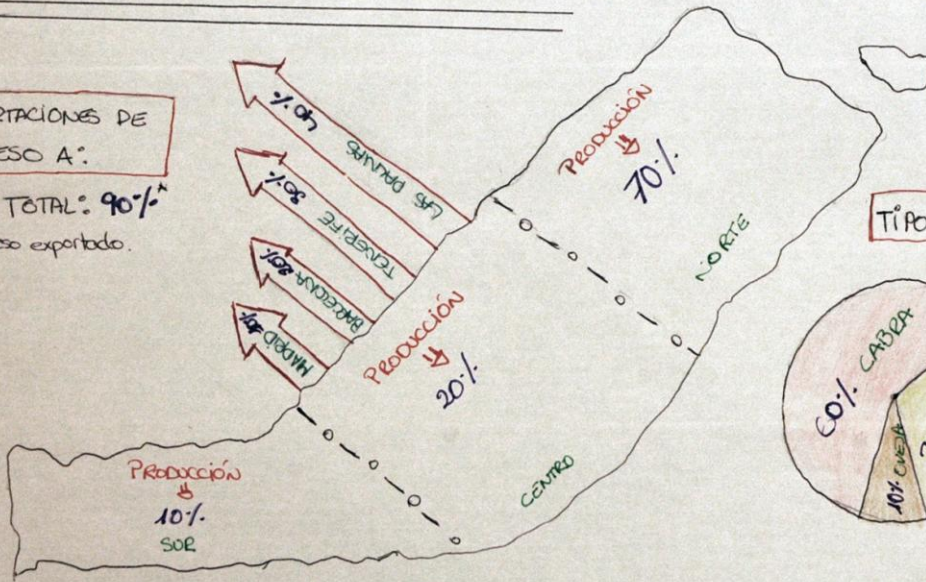 RTACIONES DE
ESO A:
TOTAL: 90%*
so exportado.
40% LAS PALMAS
30% TENERIFE
20% BARCELONA
10% MADRID
PRODUCCIÓN
70%
NORTE
PRODUCCIÓN
20%
CENTRO
PRODUCCIÓN
10%
SUR
TIPO
60% CABRA
10% OVEJA